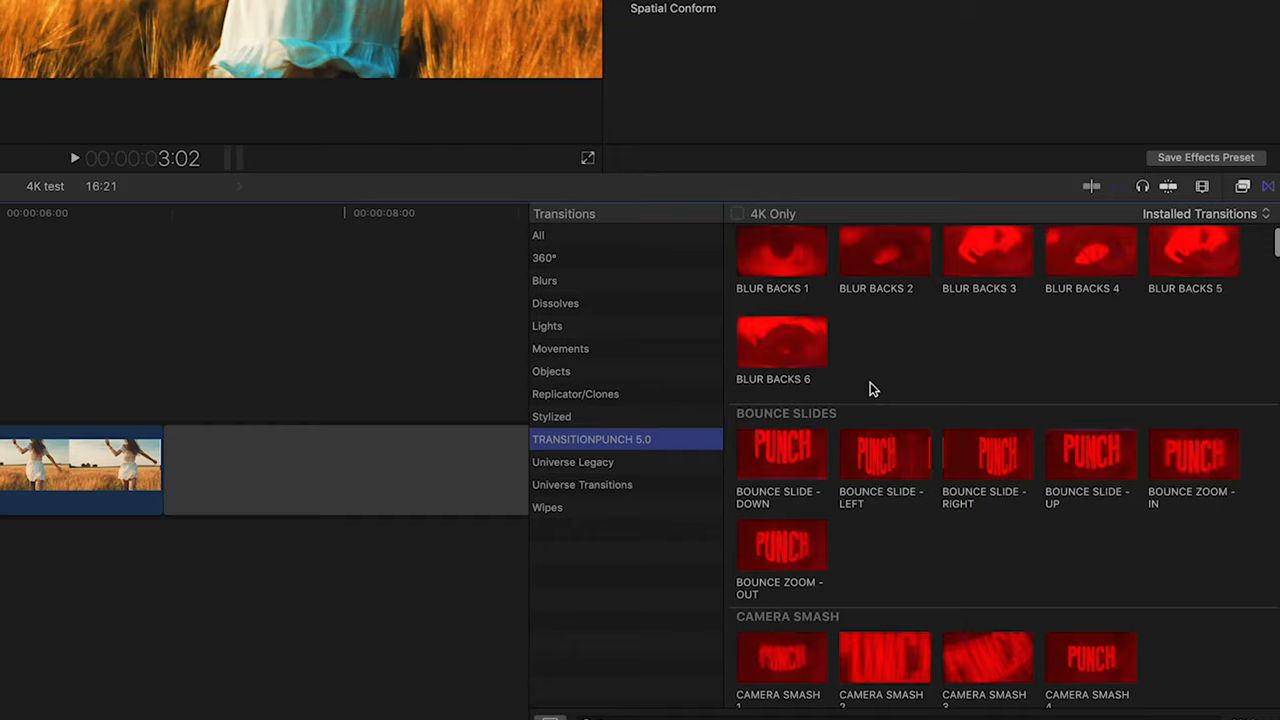 Spatial Conform
00:00:03:02
Save Effects Preset
4K test 16:21
00:00:06:00 00:00:08:00
Transitions
4K Only
Installed Transitions
All
360°
Blurs
Dissolves
Lights
Movements
Objects
Replicator/Clones
Stylized
TRANSITIONPUNCH 5.0
Universe Legacy
Universe Transitions
Wipes
BLUR BACKS 1
BLUR BACKS 2
BLUR BACKS 3
BLUR BACKS 4
BLUR BACKS 5
BLUR BACKS 6
BOUNCE SLIDES
PUNCH
PUNCH
PUNCH
PUNCH
PUNCH
BOUNCE SLIDE -
DOWN
BOUNCE SLIDE -
LEFT
BOUNCE SLIDE -
RIGHT
BOUNCE SLIDE -
UP
BOUNCE ZOOM -
IN
PUNCH
BOUNCE ZOOM -
OUT
CAMERA SMASH
PUNCH
PUNCH
CAMERA SMASH
1
CAMERA SMASH
2
CAMERA SMASH
3
CAMERA SMASH
4